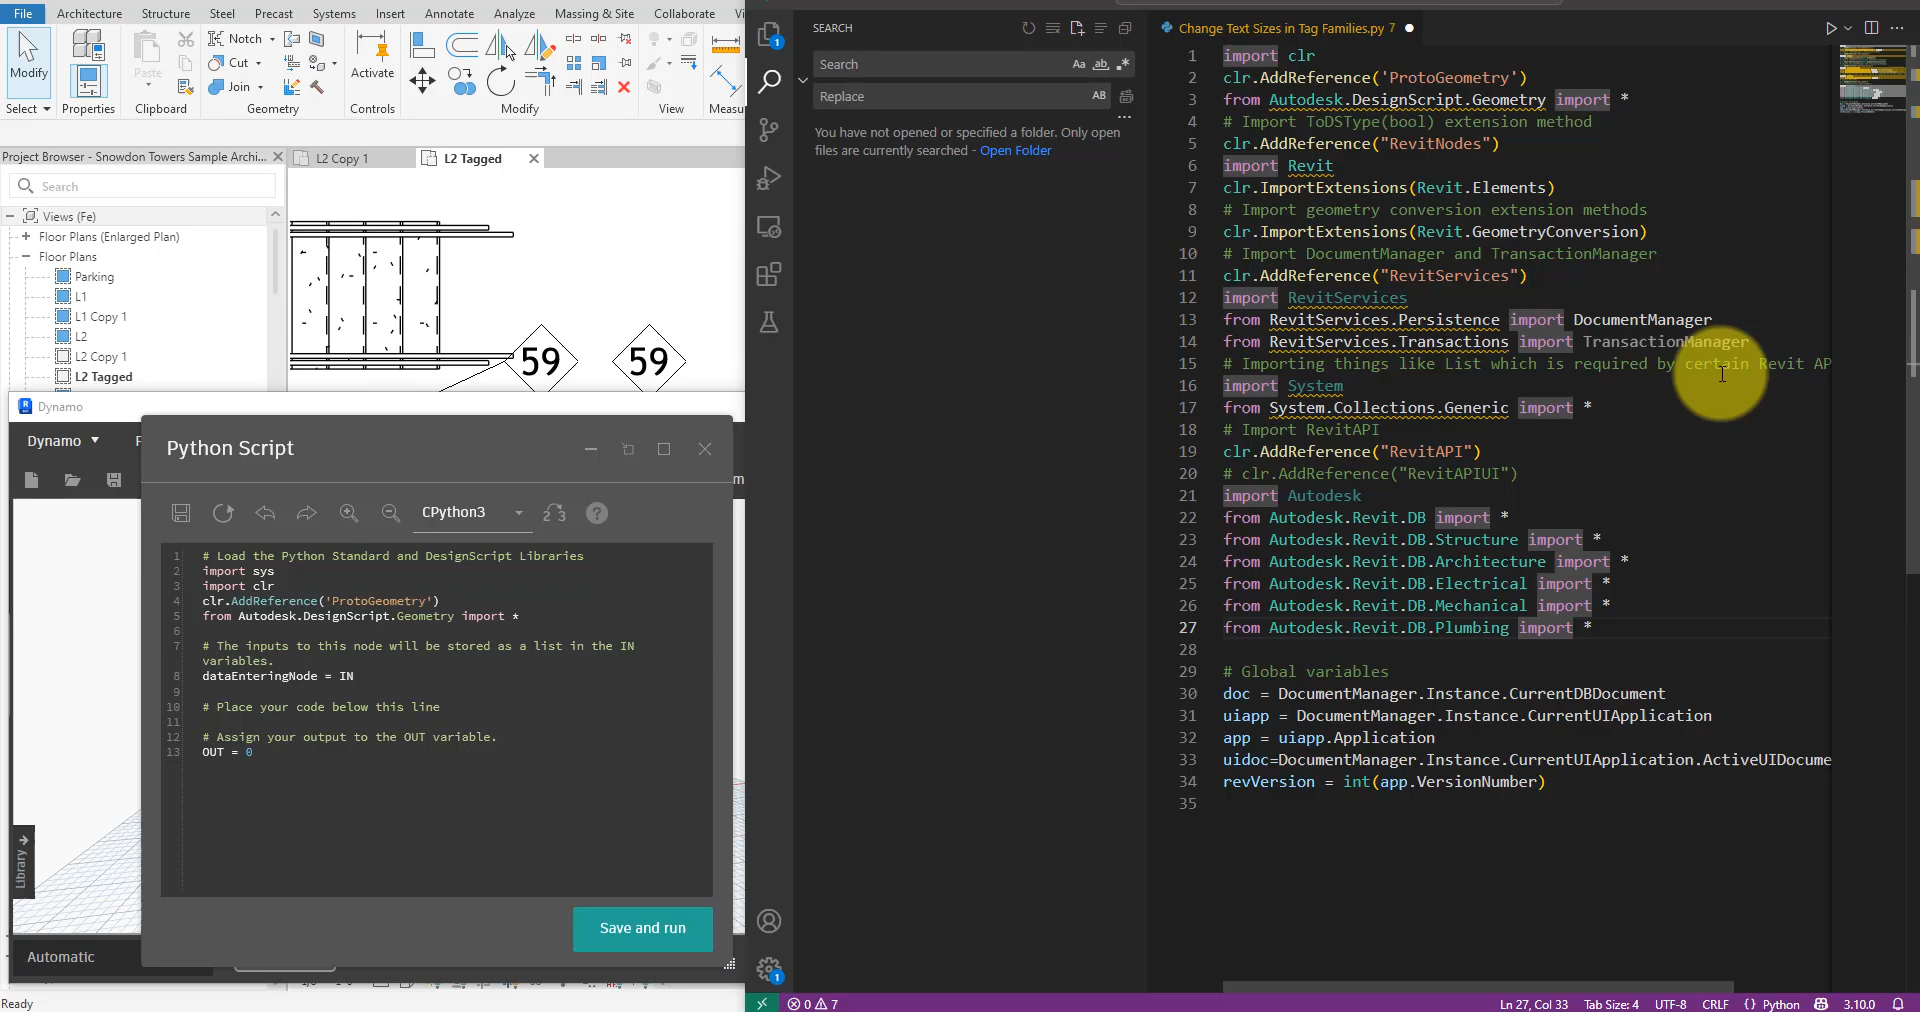 File Architecture Structure Steel Precast Systems Insert Annotate Analyze Massing & Site Collaborate Vi
Modify
Select
Properties
Paste
Clipboard
Notch
Cut
Join
Geometry
Activate
Controls
Modify
View
Measur
Project Browser - Snowdon Towers Sample Archi...
L2 Copy 1
L2 Tagged
Search
Views (Fe)
Floor Plans (Enlarged Plan)
Floor Plans
Parking
L1
L1 Copy 1
L2
L2 Copy 1
L2 Tagged
59
59
Dynamo
Dynamo
F
m
Python Script
CPython3
1 # Load the Python Standard and DesignScript Libraries
2 import sys
3 import clr
4 clr.AddReference('ProtoGeometry')
5 from Autodesk.DesignScript.Geometry import *
6
7 # The inputs to this node will be stored as a list in the IN
variables.
8 dataEnteringNode = IN
9
10 # Place your code below this line
11
12 # Assign your output to the OUT variable.
13 OUT = 0
Save and run
Library
Automatic
Ready
SEARCH
Search
Aa ab
Replace
AB
You have not opened or specified a folder. Only open
files are currently searched - Open Folder
1
1
Change Text Sizes in Tag Families.py 7
1 import clr
2 clr.AddReference('ProtoGeometry')
3 from Autodesk.DesignScript.Geometry import *
4 # Import ToDSType(bool) extension method
5 clr.AddReference("RevitNodes")
6 import Revit
7 clr.ImportExtensions(Revit.Elements)
8 # Import geometry conversion extension methods
9 clr.ImportExtensions(Revit.GeometryConversion)
10 # Import DocumentManager and TransactionManager
11 clr.AddReference("RevitServices")
12 import RevitServices
13 from RevitServices.Persistence import DocumentManager
14 from RevitServices.Transactions import TransactionManager
15 # Importing things like List which is required by certain Revit AP
16 import System
17 from System.Collections.Generic import *
18 # Import RevitAPI
19 clr.AddReference("RevitAPI")
20 # clr.AddReference("RevitAPIUI")
21 import Autodesk
22 from Autodesk.Revit.DB import *
23 from Autodesk.Revit.DB.Structure import *
24 from Autodesk.Revit.DB.Architecture import *
25 from Autodesk.Revit.DB.Electrical import *
26 from Autodesk.Revit.DB.Mechanical import *
27 from Autodesk.Revit.DB.Plumbing import *
28
29 # Global variables
30 doc = DocumentManager.Instance.CurrentDBDocument
31 uiapp = DocumentManager.Instance.CurrentUIApplication
32 app = uiapp.Application
33 uidoc=DocumentManager.Instance.CurrentUIApplication.ActiveUIDocume
34 revVersion = int(app.VersionNumber)
35
0 7
Ln 27, Col 33 Tab Size: 4 UTF-8 CRLF {} Python 3.10.0